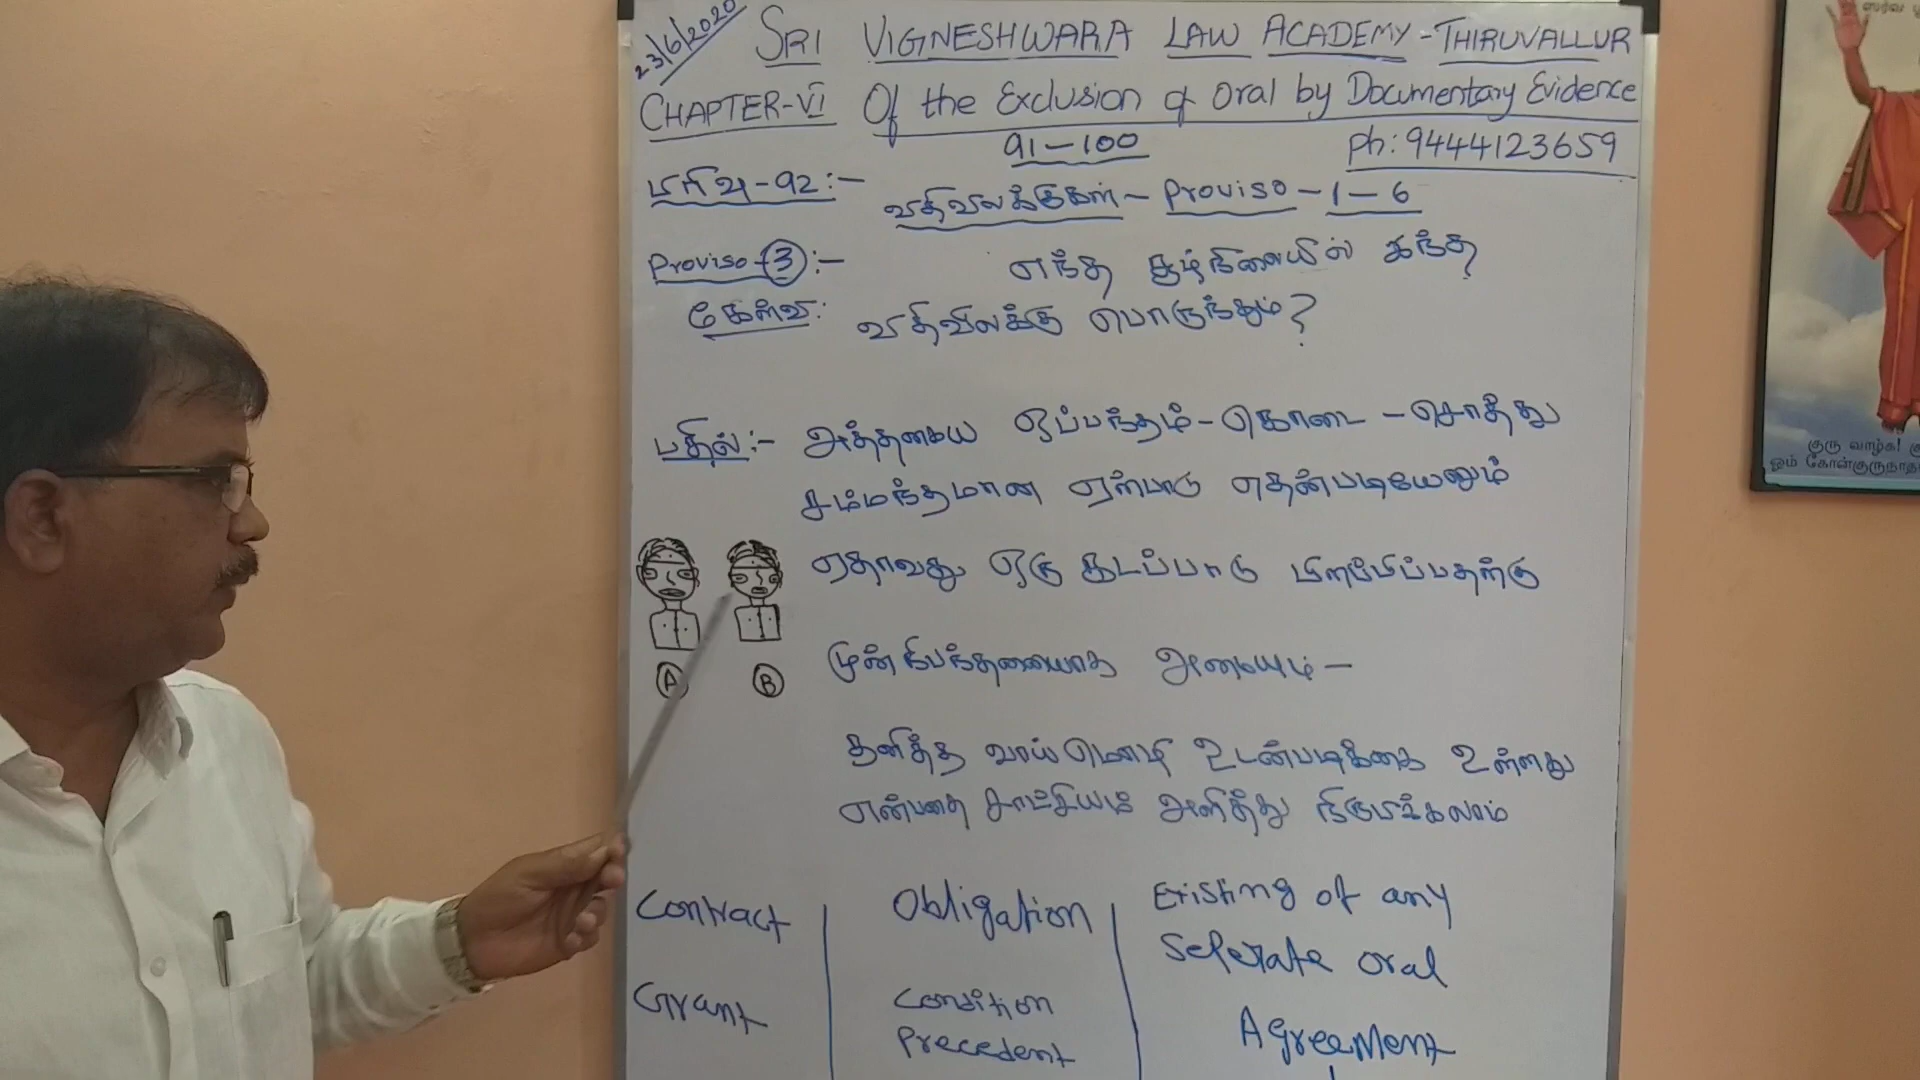 23/6/2020
SRI VIGNESHWARA LAW ACADEMY - THIRUVALLUR
CHAPTER-VI Of the Exclusion of Oral by Documentary Evidence
91-100
Ph: 9444123659
பிரிவு-92:-
விதிவிலக்குகள் - Proviso - 1 - 6
Proviso-3:-
எந்த சூழ்நிலையில் இந்த
கேள்வி: விதிவிலக்கு பொருந்தும்?
பதில்:- அத்தகைய ஒப்பந்தம் - கொடை - சொத்து
சம்மந்தமான ஏற்பாடு எதன்படியேனும்
ஏதாவது ஒரு கடப்பாடு பிறப்பிப்பதற்கு
முன் நிபந்தனையாக அமையும் -
தனித்த வாய்மொழி உடன்படிக்கை உள்ளது
என்பதை சாட்சியம் அளித்து நிரூபிக்கலாம்
A B
Contract Obligation Existing of any
Seperate oral
Grant Condition Agreement
Precedent
குரு வாழ்க!